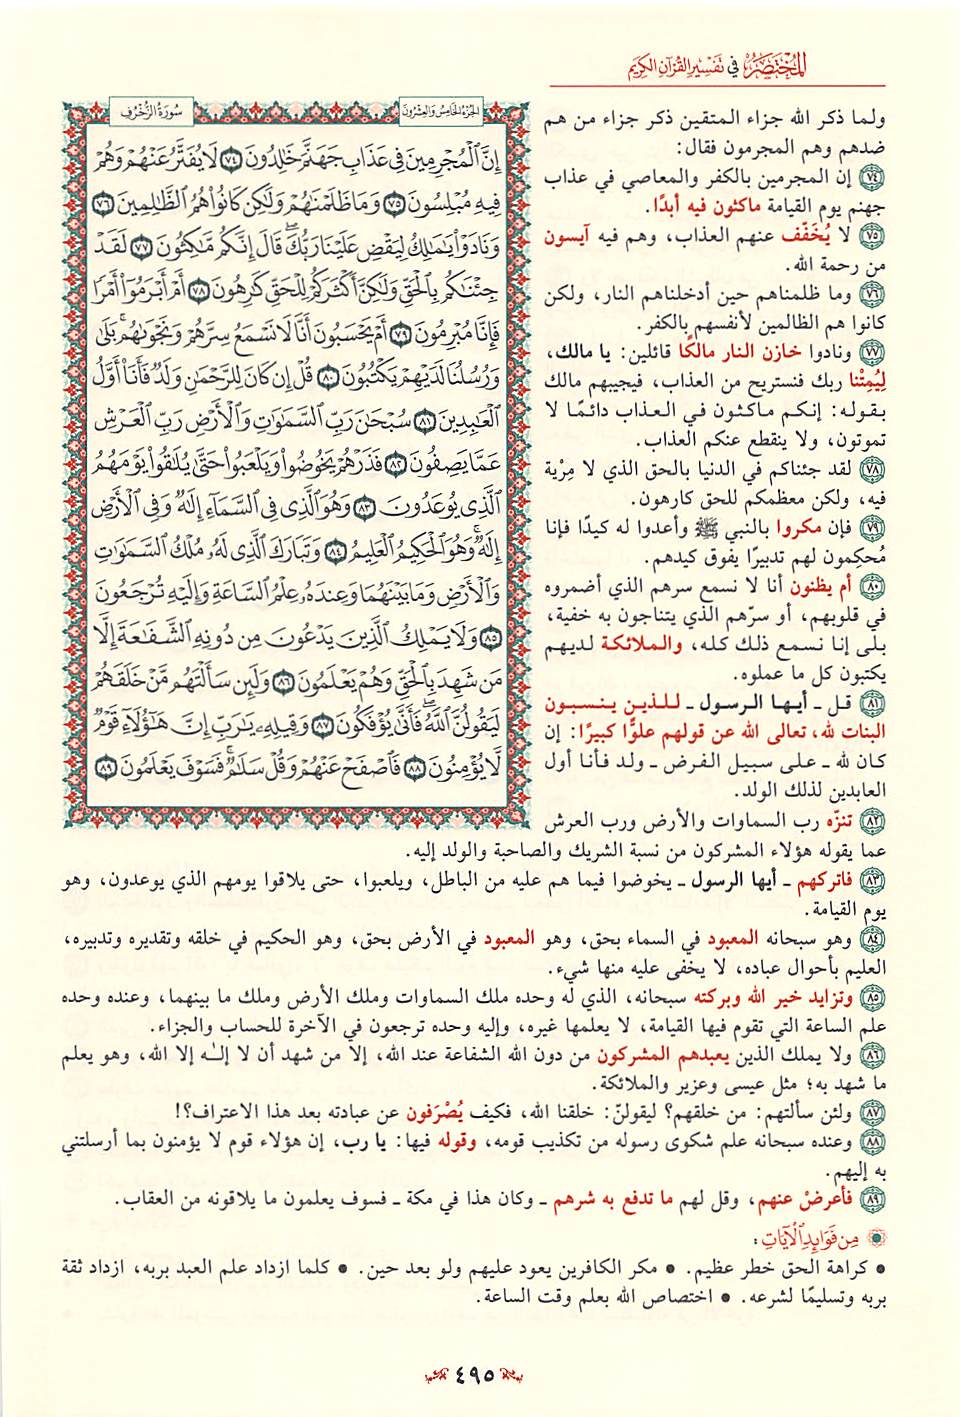 المختصر في تفسير القرآن الكريم
ولما ذكر الله جزاء المتقين ذكر جزاء من هم
ضدهم وهم المجرمون فقال:
٧٤ إن المجرمين بالكفر والمعاصي في عذاب
جهنم يوم القيامة ماكثون فيه أبدًا.
٧٥ لا يُخَفَّف عنهم العذاب، وهم فيه آيسون
من رحمة الله.
٧٦ وما ظلمناهم حين أدخلناهم النار، ولكن
كانوا هم الظالمين لأنفسهم بالكفر.
٧٧ ونادوا خازن النار مالكًا قائلين: يا مالك،
لِيُمِتْنا ربك فنستريح من العذاب، فيجيبهم مالك
بقوله: إنكم ماكثون في العذاب دائمًا لا
تموتون، ولا ينقطع عنكم العذاب.
٧٨ لقد جئناكم في الدنيا بالحق الذي لا مِرْية
فيه، ولكن معظمكم للحق كارهون.
٧٩ فإن مكروا بالنبي ﷺ وأعدوا له كيدًا فإنا
مُحكِمون لهم تدبيرًا يفوق كيدهم.
٨٠ أم يظنون أنا لا نسمع سرهم الذي أضمروه
في قلوبهم، أو سرّهم الذي يتناجون به خفية،
بلى إنا نسمع ذلك كله، والملائكة لديهم
يكتبون كل ما عملوه.
٨١ قل ـ أيها الرسول ـ للذين ينسبون
البنات لله، تعالى الله عن قولهم علوًّا كبيرًا: إن
كان لله ـ على سبيل الفرض ـ ولد فأنا أول
العابدين لذلك الولد.
٨٢ تنزّه رب السماوات والأرض ورب العرش
عما يقوله هؤلاء المشركون من نسبة الشريك والصاحبة والولد إليه.
٨٣ فاتركهم ـ أيها الرسول ـ يخوضوا فيما هم عليه من الباطل، ويلعبوا، حتى يلاقوا يومهم الذي يوعدون، وهو
يوم القيامة.
٨٤ وهو سبحانه المعبود في السماء بحق، وهو المعبود في الأرض بحق، وهو الحكيم في خلقه وتقديره وتدبيره،
العليم بأحوال عباده، لا يخفى عليه منها شيء.
٨٥ وتزايد خير الله وبركته سبحانه، الذي له وحده ملك السماوات وملك الأرض وملك ما بينهما، وعنده وحده
علم الساعة التي تقوم فيها القيامة، لا يعلمها غيره، وإليه وحده ترجعون في الآخرة للحساب والجزاء.
٨٦ ولا يملك الذين يعبدهم المشركون من دون الله الشفاعة عند الله، إلا من شهد أن لا إلٰه إلا الله، وهو يعلم
ما شهد به؛ مثل عيسى وعزير والملائكة.
٨٧ ولئن سألتهم: من خلقهم؟ ليقولنّ: خلقنا الله، فكيف يُصْرَفون عن عبادته بعد هذا الاعتراف؟!
٨٨ وعنده سبحانه علم شكوى رسوله من تكذيب قومه، وقوله فيها: يا رب، إن هؤلاء قوم لا يؤمنون بما أرسلتني
به إليهم.
٨٩ فأعرضْ عنهم، وقل لهم ما تدفع به شرهم ـ وكان هذا في مكة ـ فسوف يعلمون ما يلاقونه من العقاب.
مِن فَوَائِدِ الْآيَاتِ:
• كراهة الحق خطر عظيم. • مكر الكافرين يعود عليهم ولو بعد حين. • كلما ازداد علم العبد بربه، ازداد ثقة
بربه وتسليمًا لشرعه. • اختصاص الله بعلم وقت الساعة.
الجزء الخامس والعشرون
سورة الزخرف
إِنَّ ٱلْمُجْرِمِينَ فِى عَذَابِ جَهَنَّمَ خَٰلِدُونَ ٧٤ لَا يُفَتَّرُ عَنْهُمْ وَهُمْ
فِيهِ مُبْلِسُونَ ٧٥ وَمَا ظَلَمْنَٰهُمْ وَلَٰكِن كَانُوا۟ هُمُ ٱلظَّٰلِمِينَ ٧٦
وَنَادَوْا۟ يَٰمَٰلِكُ لِيَقْضِ عَلَيْنَا رَبُّكَ ۖ قَالَ إِنَّكُم مَّٰكِثُونَ ٧٧ لَقَدْ
جِئْنَٰكُم بِٱلْحَقِّ وَلَٰكِنَّ أَكْثَرَكُمْ لِلْحَقِّ كَٰرِهُونَ ٧٨ أَمْ أَبْرَمُوٓا۟ أَمْرًا
فَإِنَّا مُبْرِمُونَ ٧٩ أَمْ يَحْسَبُونَ أَنَّا لَا نَسْمَعُ سِرَّهُمْ وَنَجْوَىٰهُم ۚ بَلَىٰ
وَرُسُلُنَا لَدَيْهِمْ يَكْتُبُونَ ٨٠ قُلْ إِن كَانَ لِلرَّحْمَٰنِ وَلَدٌ فَأَنَا۠ أَوَّلُ
ٱلْعَٰبِدِينَ ٨١ سُبْحَٰنَ رَبِّ ٱلسَّمَٰوَٰتِ وَٱلْأَرْضِ رَبِّ ٱلْعَرْشِ
عَمَّا يَصِفُونَ ٨٢ فَذَرْهُمْ يَخُوضُوا۟ وَيَلْعَبُوا۟ حَتَّىٰ يُلَٰقُوا۟ يَوْمَهُمُ
ٱلَّذِى يُوعَدُونَ ٨٣ وَهُوَ ٱلَّذِى فِى ٱلسَّمَآءِ إِلَٰهٌ وَفِى ٱلْأَرْضِ
إِلَٰهٌ ۚ وَهُوَ ٱلْحَكِيمُ ٱلْعَلِيمُ ٨٤ وَتَبَارَكَ ٱلَّذِى لَهُۥ مُلْكُ ٱلسَّمَٰوَٰتِ
وَٱلْأَرْضِ وَمَا بَيْنَهُمَا وَعِندَهُۥ عِلْمُ ٱلسَّاعَةِ وَإِلَيْهِ تُرْجَعُونَ
٨٥ وَلَا يَمْلِكُ ٱلَّذِينَ يَدْعُونَ مِن دُونِهِ ٱلشَّفَٰعَةَ إِلَّا
مَن شَهِدَ بِٱلْحَقِّ وَهُمْ يَعْلَمُونَ ٨٦ وَلَئِن سَأَلْتَهُم مَّنْ خَلَقَهُمْ
لَيَقُولُنَّ ٱللَّهُ ۖ فَأَنَّىٰ يُؤْفَكُونَ ٨٧ وَقِيلِهِۦ يَٰرَبِّ إِنَّ هَٰٓؤُلَآءِ قَوْمٌ
لَّا يُؤْمِنُونَ ٨٨ فَٱصْفَحْ عَنْهُمْ وَقُلْ سَلَٰمٌ ۚ فَسَوْفَ يَعْلَمُونَ ٨٩
٤٩٥